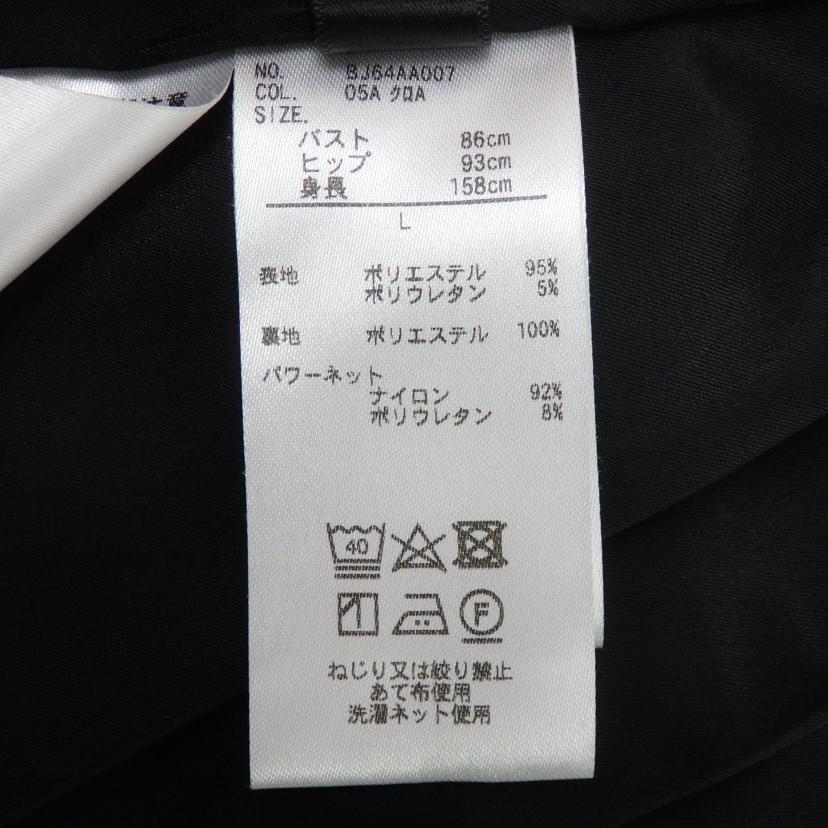 NO. BJ64AA007
COL. 05A クロA
SIZE.
バスト 86cm
ヒップ 93cm
身長 158cm
L
表地 ポリエステル 95%
ポリウレタン 5%
裏地 ポリエステル 100%
パワーネット
ナイロン 92%
ポリウレタン 8%
40
F
ねじり又は絞り禁止
あて布使用
洗濯ネット使用
注意